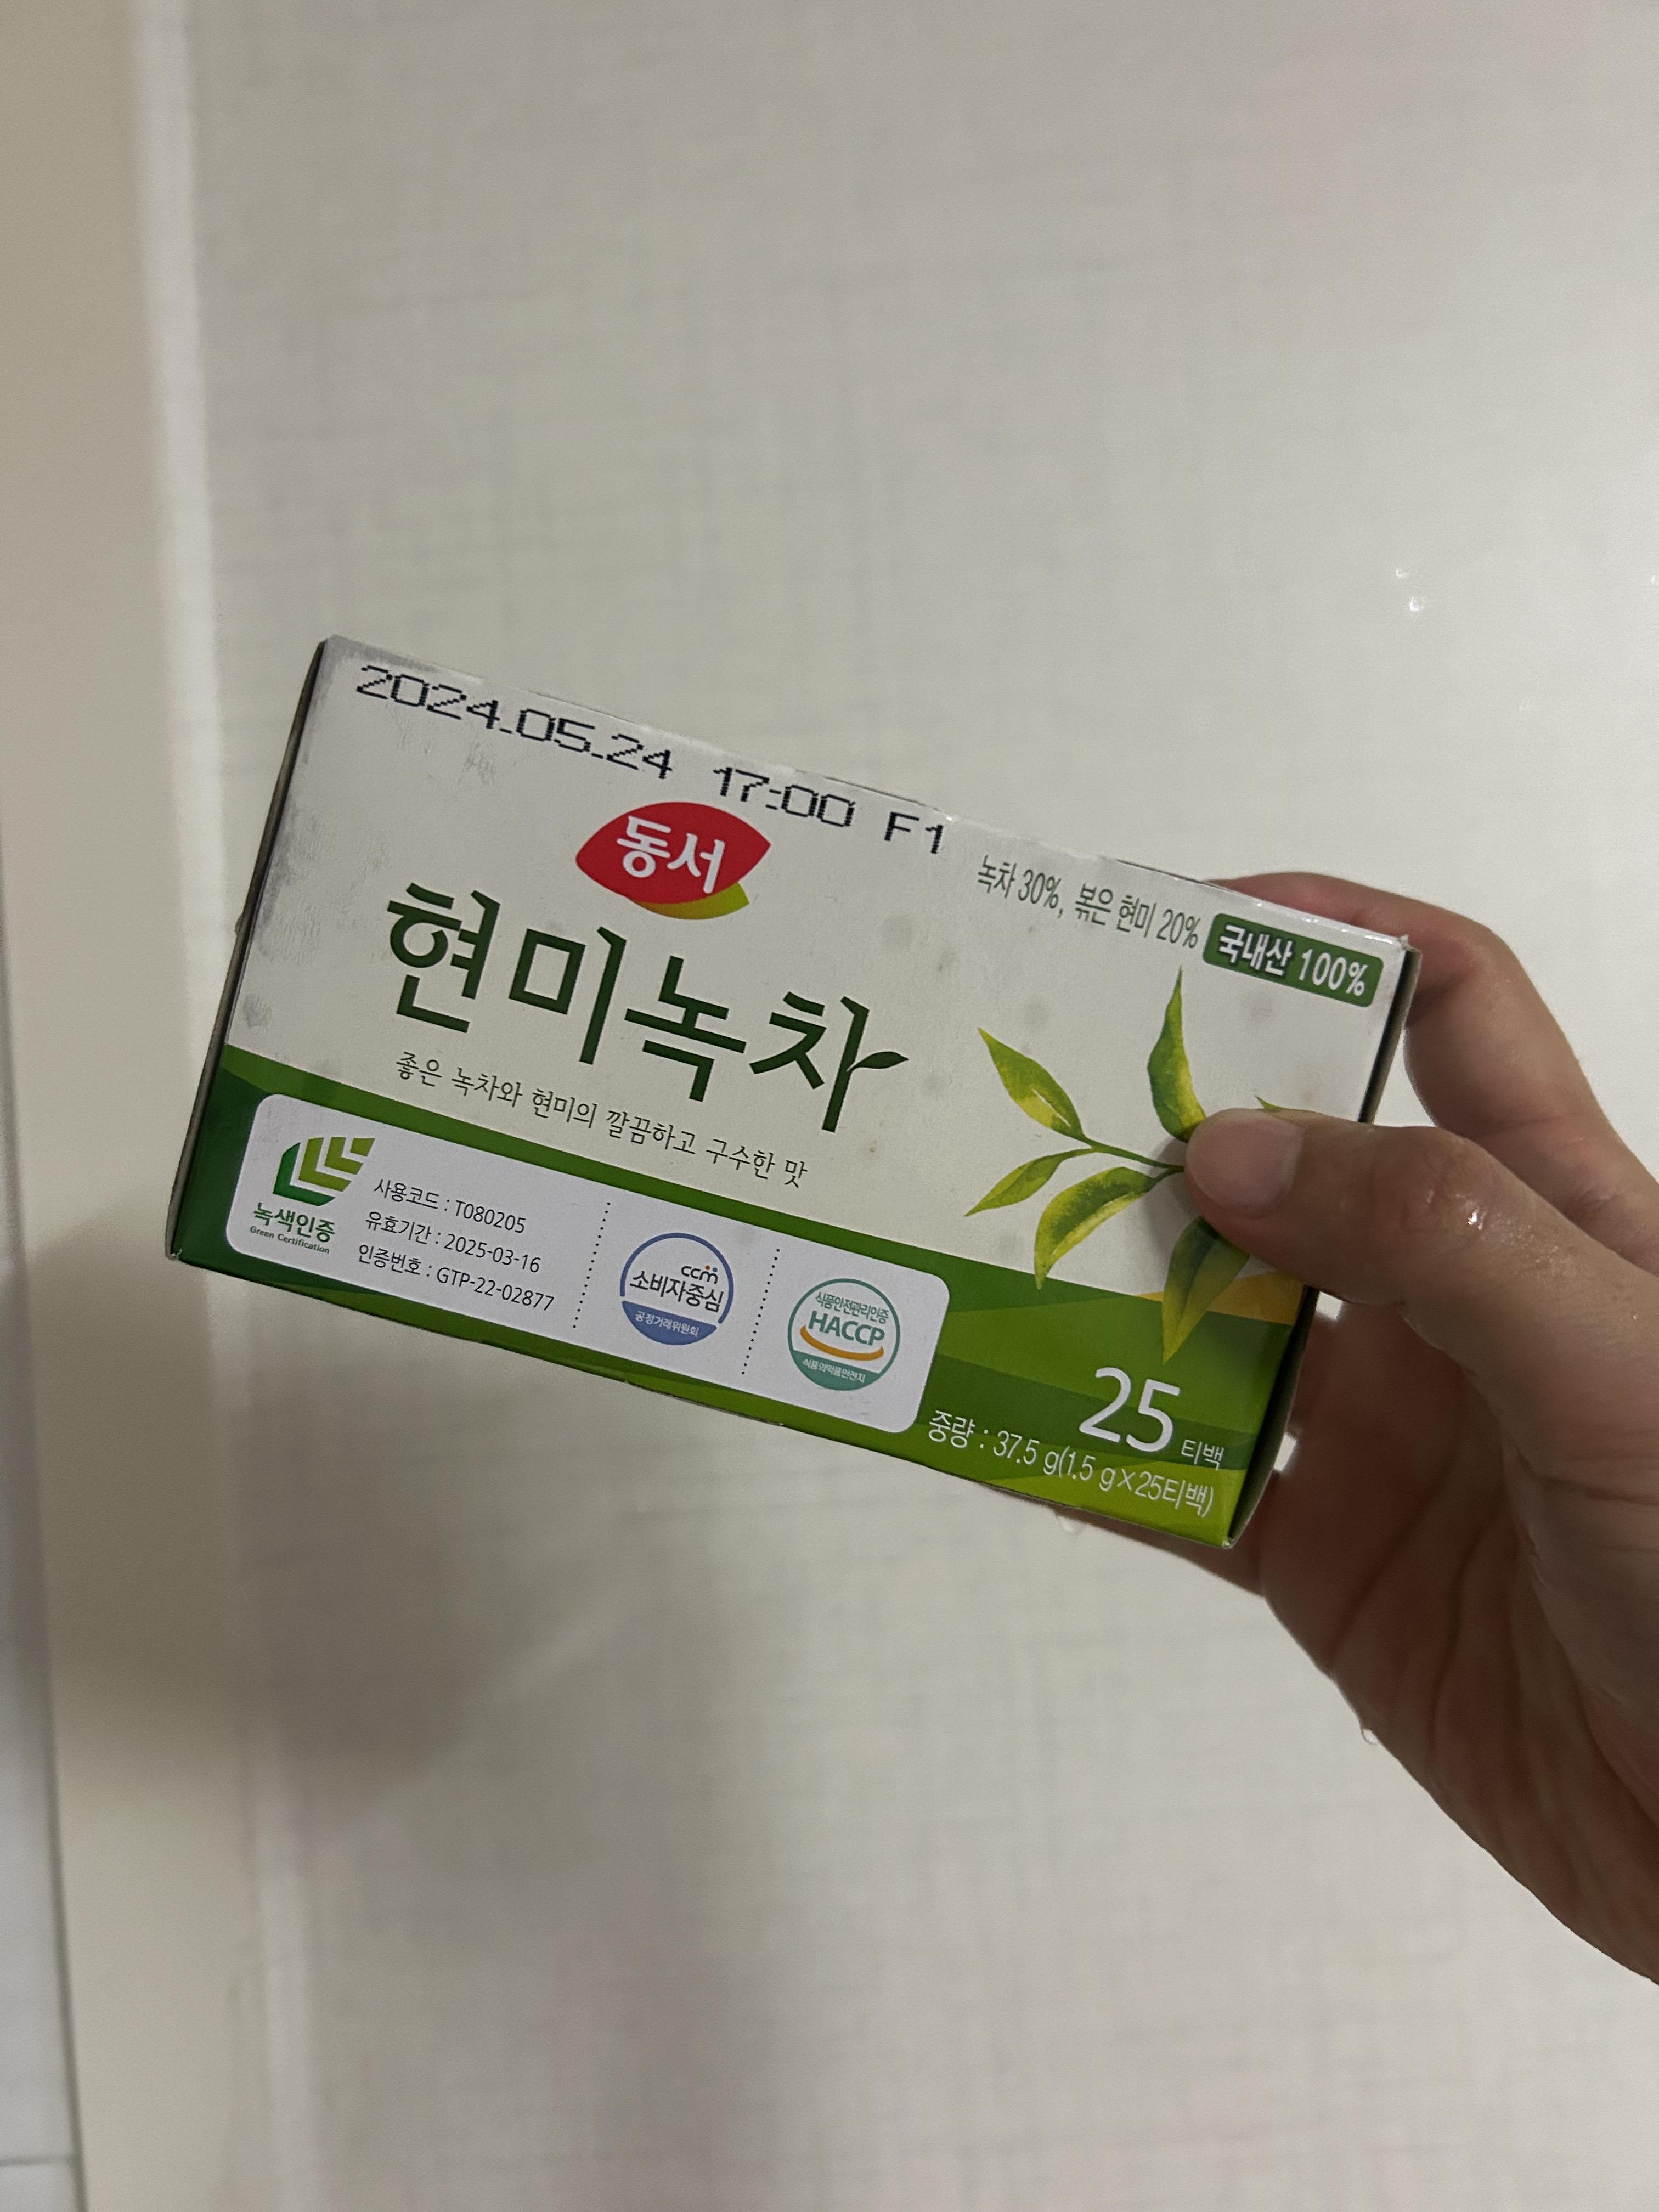 2024.05.24 17:00 F1
동서
녹차 30%, 볶은 현미 20% 국내산 100%
현미녹차
좋은 녹차와 현미의 깔끔하고 구수한 맛
녹색인증
Green Certification
사용코드 : T080205
유효기간 : 2025-03-16
인증번호 : GTP-22-02877
ccm
소비자중심
공정거래위원회
식품안전관리인증
HACCP
식품의약품안전처
25 티백
중량 : 37.5 g(1.5 g×25티백)